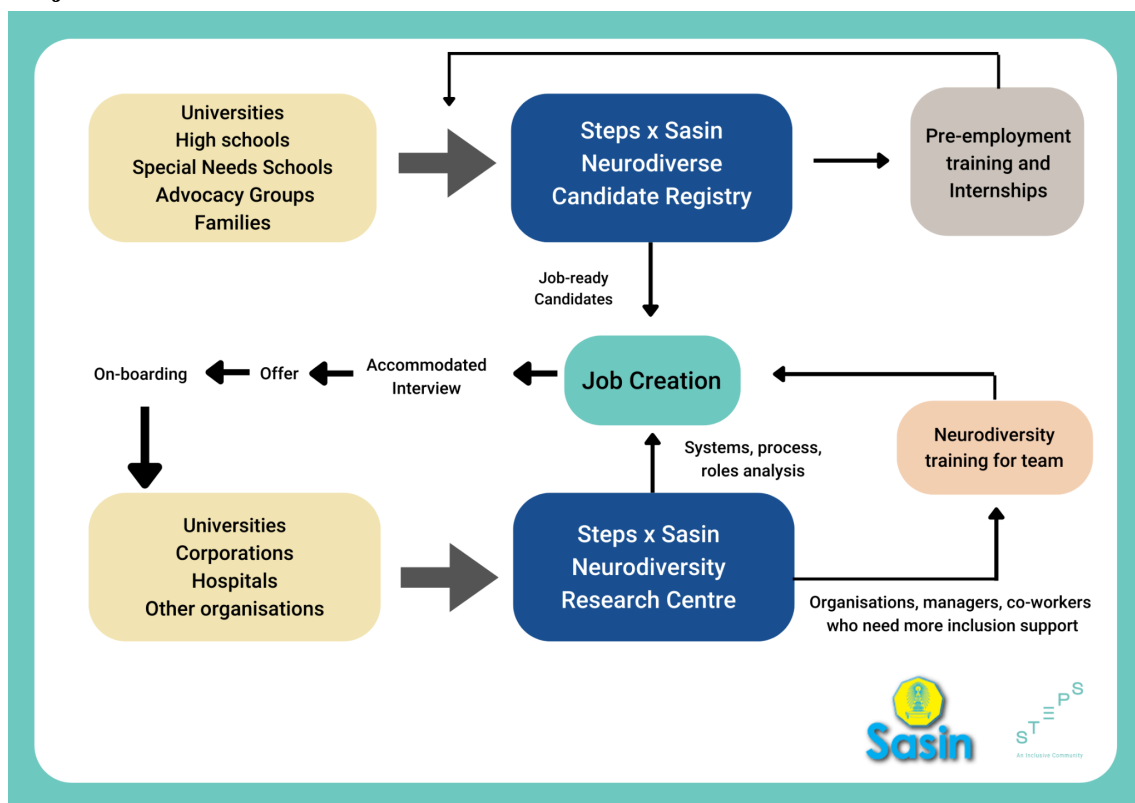 Universities
High schools
Special Needs Schools
Advocacy Groups
Families
Steps x Sasin
Neurodiverse
Candidate Registry
Pre-employment
training and
Internships
Job-ready
Candidates
On-boarding
Offer
Accommodated
Interview
Job Creation
Neurodiversity
training for team
Systems, process,
roles analysis
Universities
Corporations
Hospitals
Other organisations
Steps x Sasin
Neurodiversity
Research Centre
Organisations, managers, co-workers
who need more inclusion support
Sasin
STEPS
An Inclusive Community